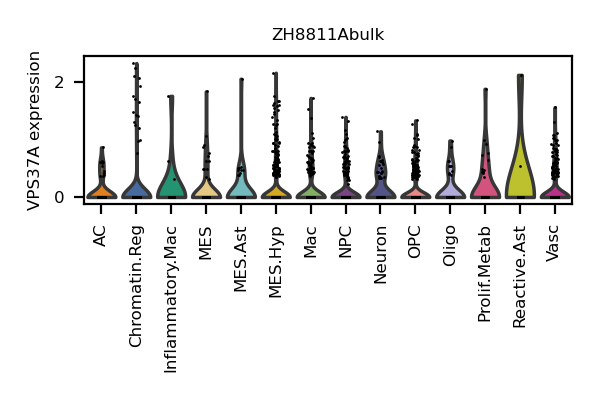 ZH8811Abulk
VPS37A expression
2
0
AC
Chromatin.Reg
Inflammatory.Mac
MES
MES.Ast
MES.Hyp
Mac
NPC
Neuron
OPC
Oligo
Prolif.Metab
Reactive.Ast
Vasc